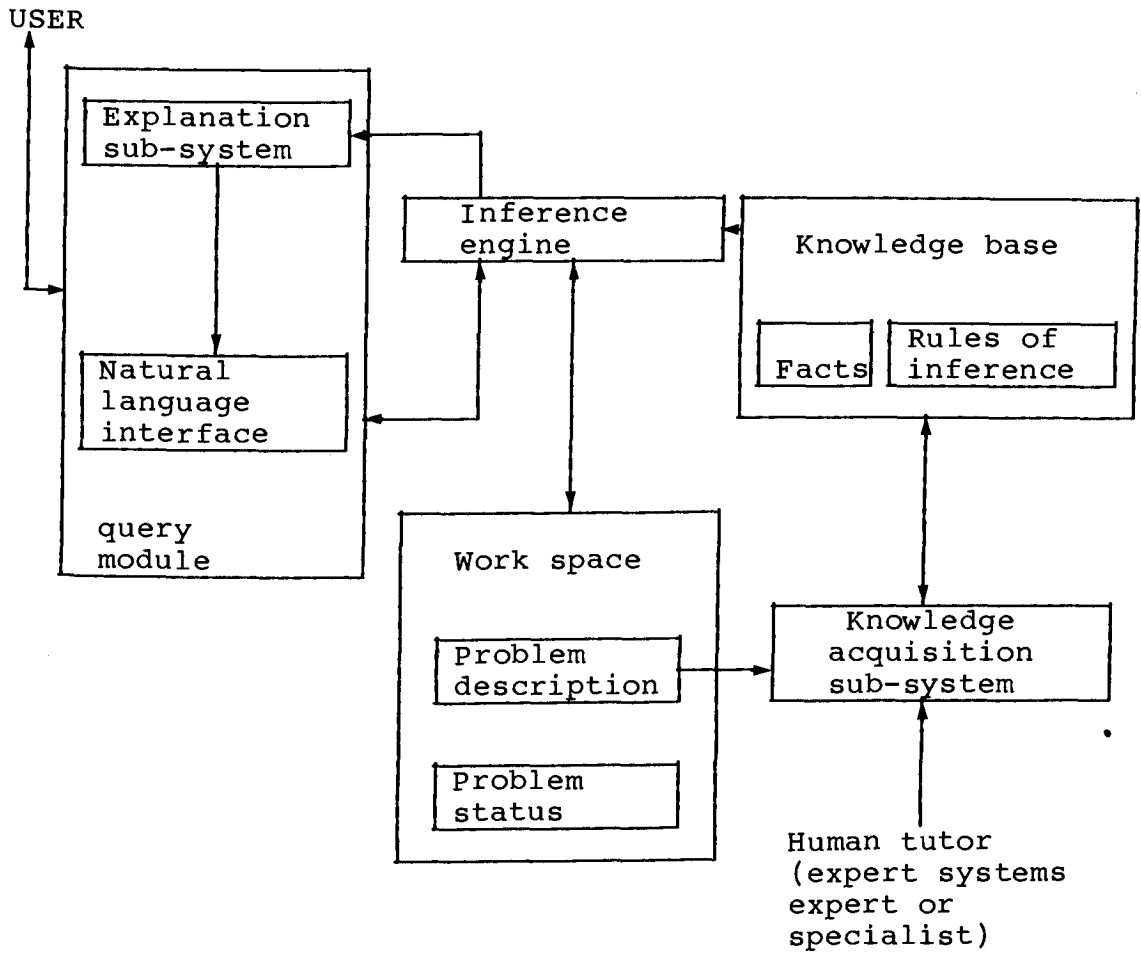 USER
Explanation
sub-system
Natural
language
interface
query
module
Inference
engine
Knowledge base
Facts
Rules of
inference
Work space
Problem
description
Problem
status
Knowledge
acquisition
sub-system
Human tutor
(expert systems
expert or
specialist)